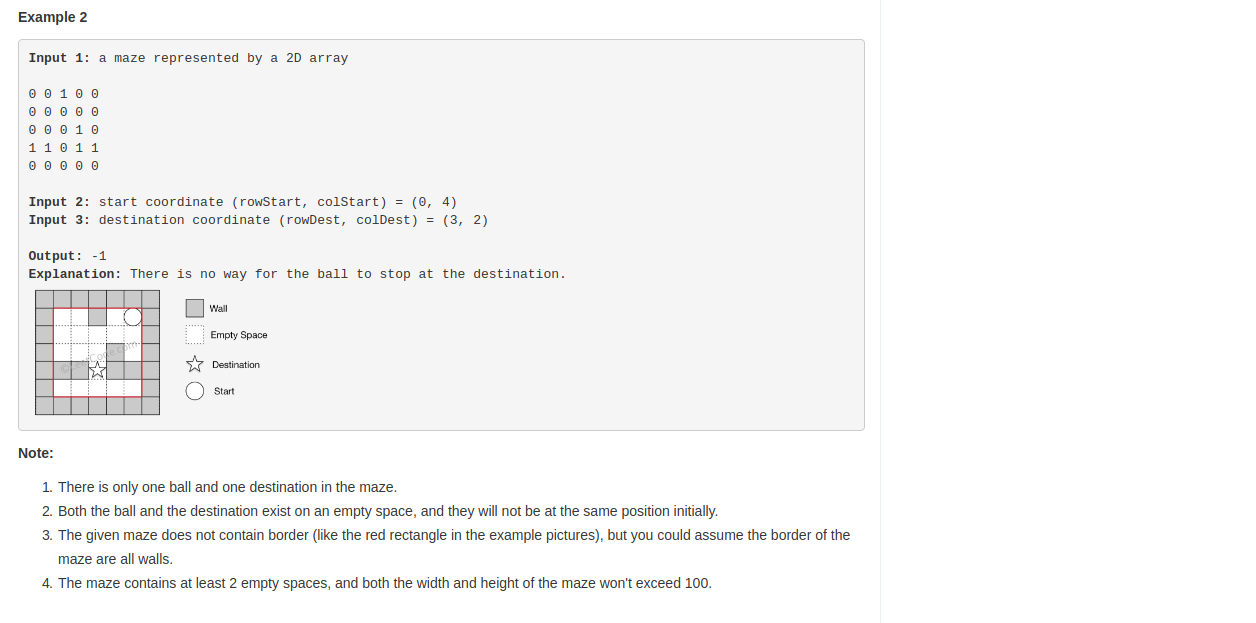 Example 2
Input 1: a maze represented by a 2D array
0 0 1 0 0
0 0 0 0 0
0 0 0 1 0
1 1 0 1 1
0 0 0 0 0
Input 2: start coordinate (rowStart, colStart) = (0, 4)
Input 3: destination coordinate (rowDest, colDest) = (3, 2)
Output: -1
Explanation: There is no way for the ball to stop at the destination.
Wall
Empty Space
Destination
Start
Note:
1. There is only one ball and one destination in the maze.
2. Both the ball and the destination exist on an empty space, and they will not be at the same position initially.
3. The given maze does not contain border (like the red rectangle in the example pictures), but you could assume the border of the
maze are all walls.
4. The maze contains at least 2 empty spaces, and both the width and height of the maze won't exceed 100.